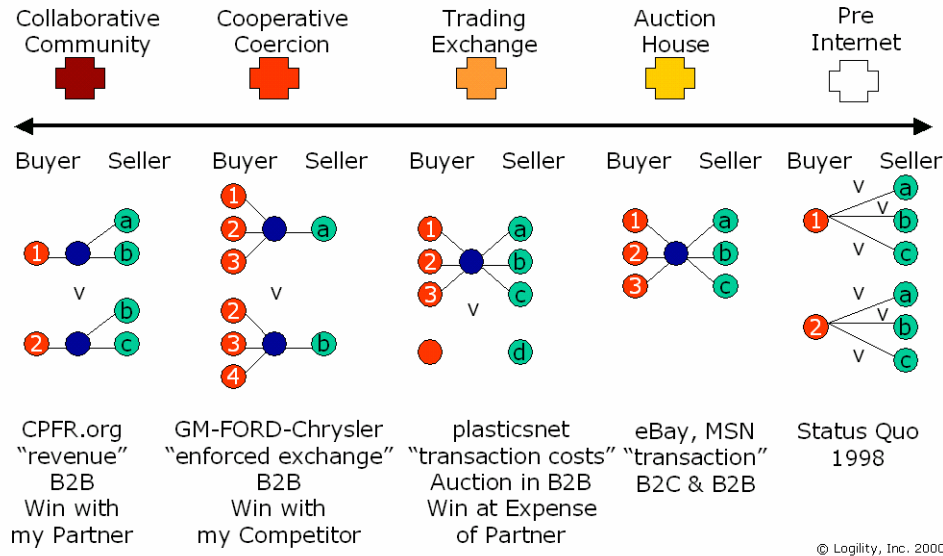 Collaborative
Community
Cooperative
Coercion
Trading
Exchange
Auction
House
Pre
Internet
Buyer Seller
Buyer Seller
Buyer Seller
Buyer Seller
Buyer Seller
1
a
b
v
2
b
c
1
2
3
a
v
2
3
4
b
1
2
3
a
b
c
v
d
1
2
3
a
b
c
1
v
v
v
a
b
c
2
v
v
v
a
b
c
CPFR.org
“revenue”
B2B
Win with
my Partner
GM-FORD-Chrysler
“enforced exchange”
B2B
Win with
my Competitor
plasticsnet
“transaction costs”
Auction in B2B
Win at Expense
of Partner
eBay, MSN
“transaction”
B2C & B2B
Status Quo
1998
© Logility, Inc. 2000